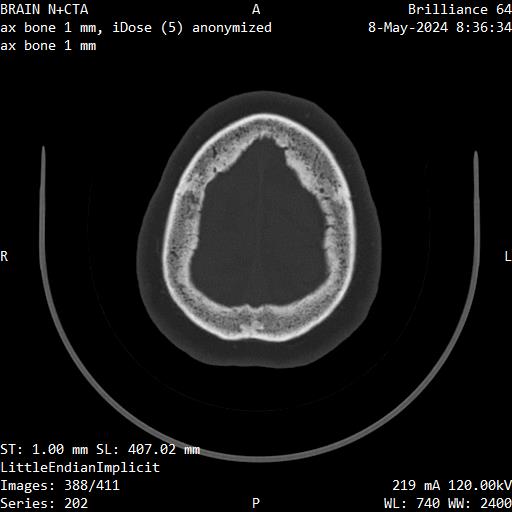 BRAIN N+CTA
ax bone 1 mm, iDose (5) anonymized
ax bone 1 mm
A
Brilliance 64
8-May-2024 8:36:34
R
L
ST: 1.00 mm SL: 407.02 mm
LittleEndianImplicit
Images: 388/411
Series: 202
P
219 mA 120.00kV
WL: 740 WW: 2400